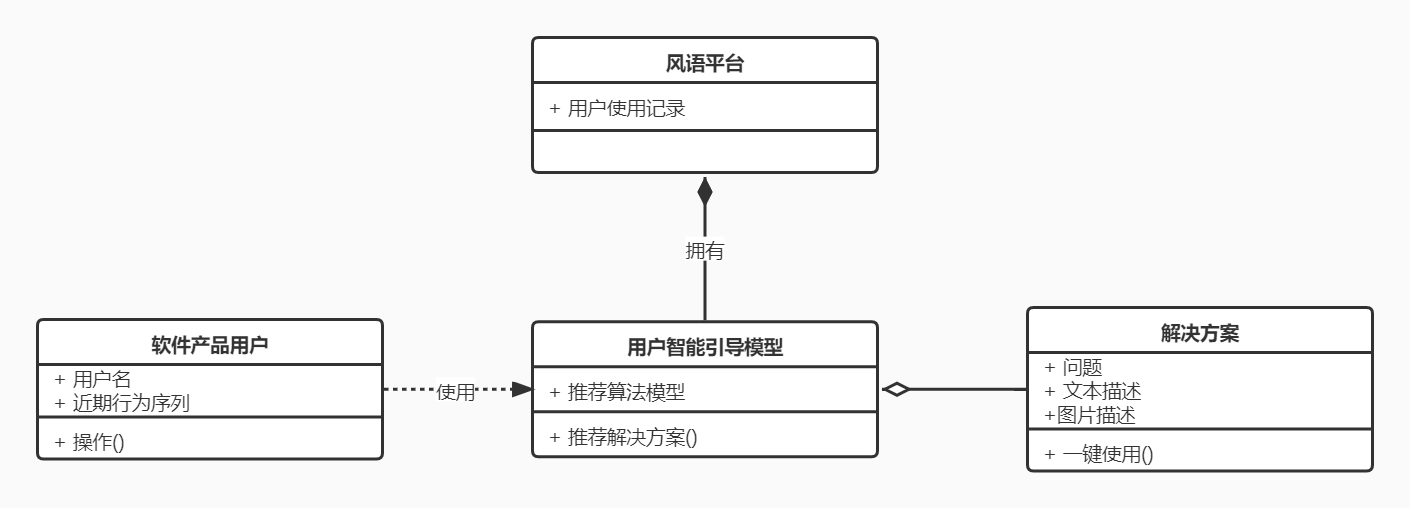 风语平台
+ 用户使用记录
拥有
软件产品用户
+ 用户名
+ 近期行为序列
+ 操作()
使用
用户智能引导模型
+ 推荐算法模型
+ 推荐解决方案()
解决方案
+ 问题
+ 文本描述
+图片描述
+ 一键使用()